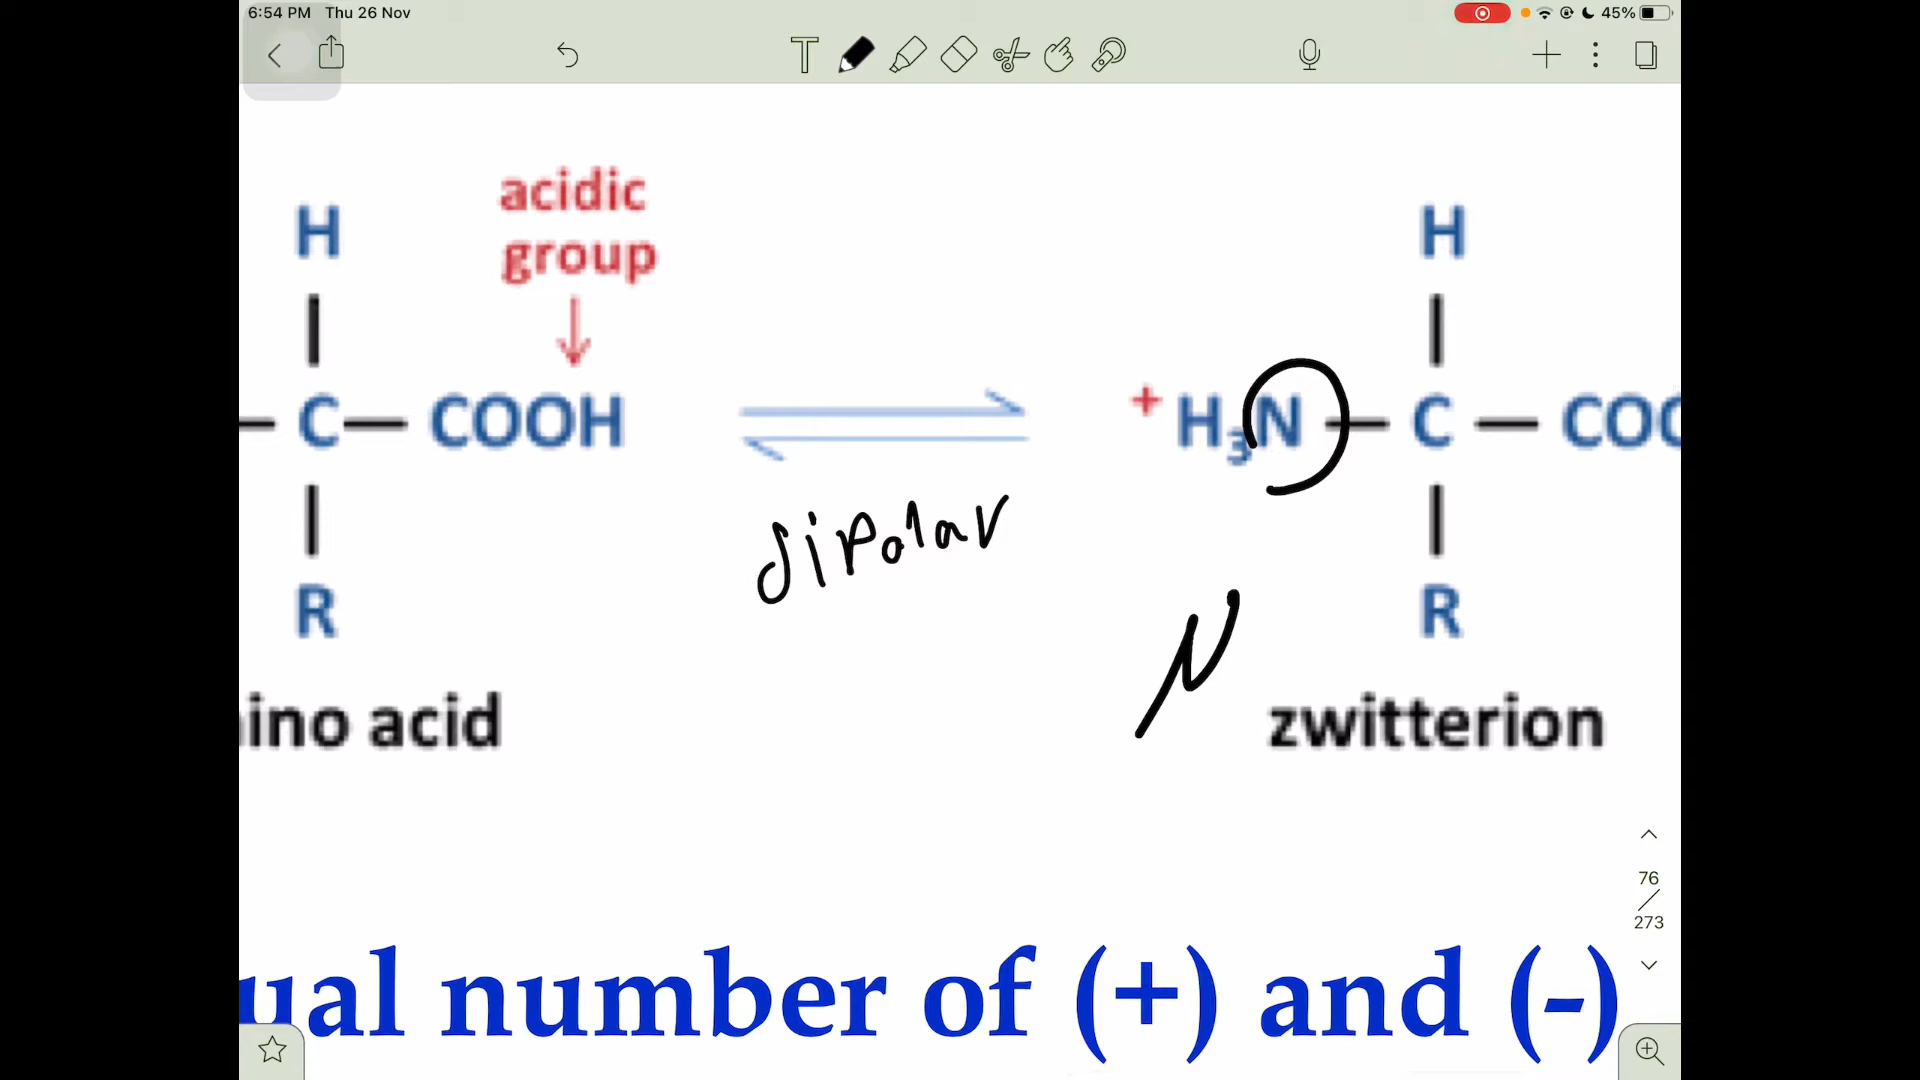 6:54 PM Thu 26 Nov
45%
T
acidic
group
H
H
C — COOH
+ H3N — C — COO
dipolar
R
R
N
ino acid
zwitterion
76
273
ual number of (+) and (-)